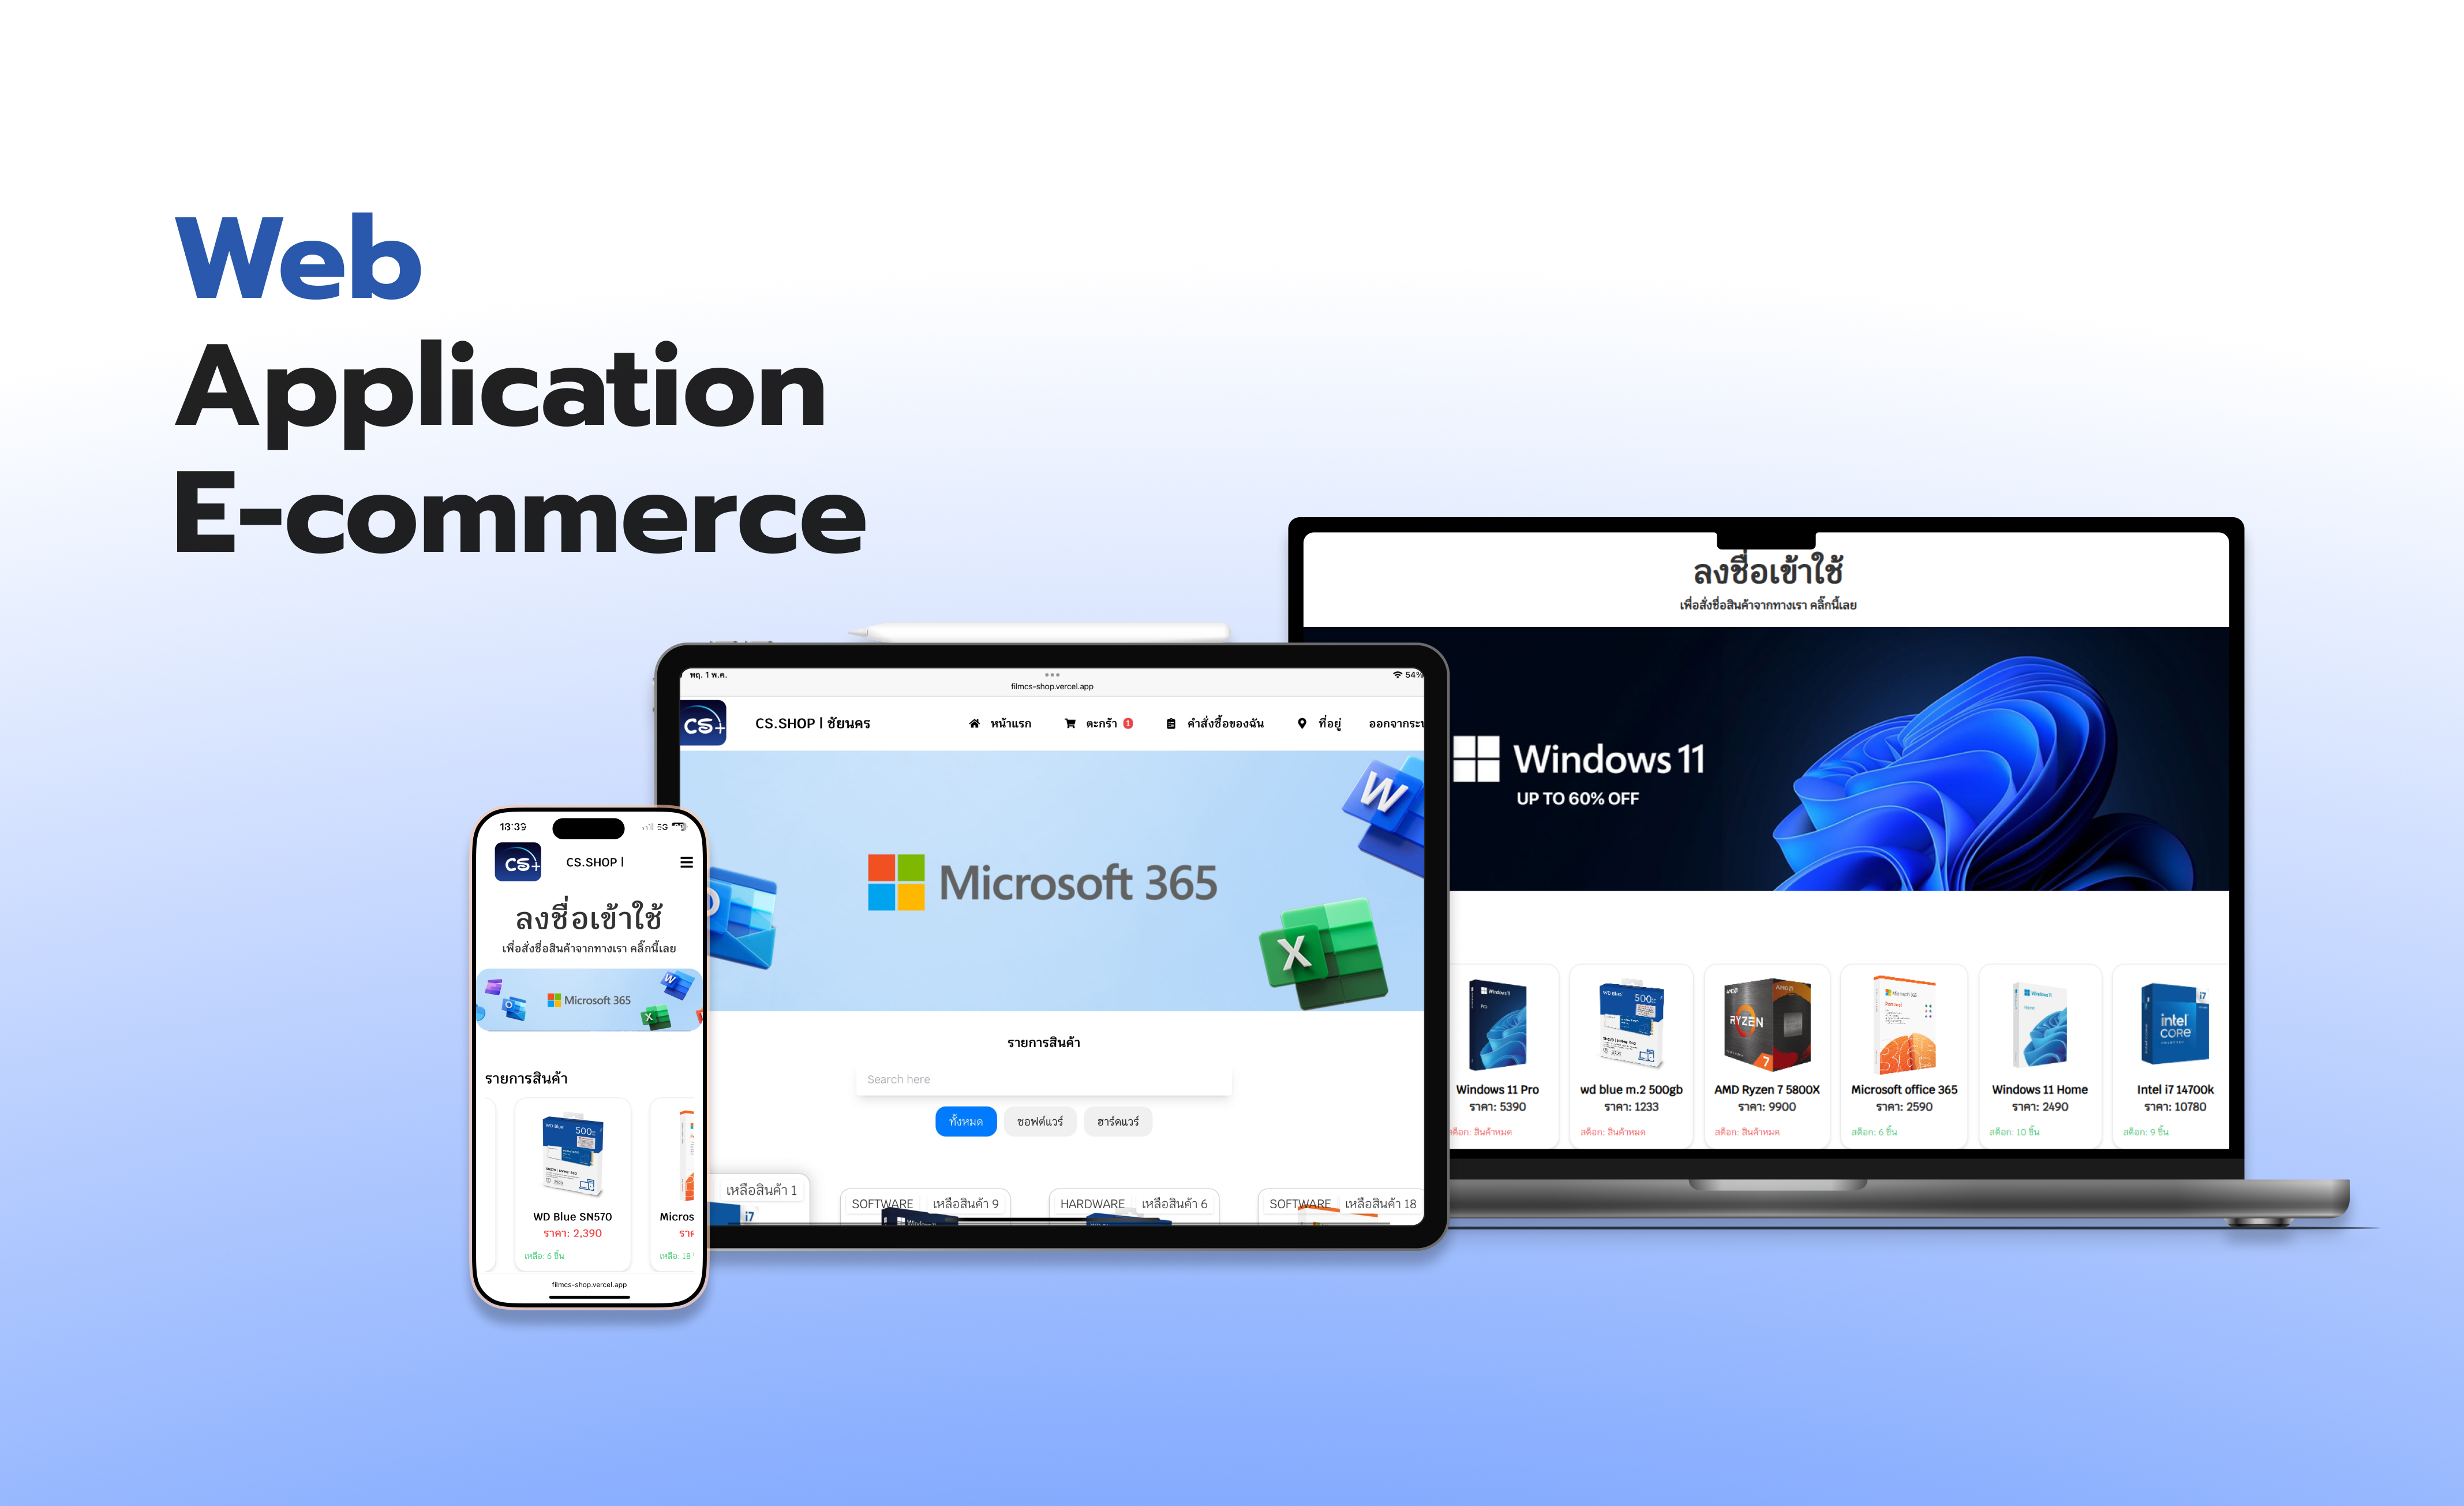 Web
Application
E-commerce
ลงชื่อเข้าใช้
เพื่อสั่งซื่อสินค้าจากทางเรา คลิ๊กนี้เลย
Windows 11
UP TO 60% OFF
Windows 11 Pro
ราคา: 5390
สต็อก: สินค้าหมด
wd blue m.2 500gb
ราคา: 1233
สต็อก: สินค้าหมด
AMD Ryzen 7 5800X
ราคา: 9900
สต็อก: สินค้าหมด
Microsoft office 365
ราคา: 2590
สต็อก: 6 ชิ้น
Windows 11 Home
ราคา: 2490
สต็อก: 10 ชิ้น
Intel i7 14700k
ราคา: 10780
สต็อก: 9 ชิ้น
พฤ. 1 พ.ค.
54%
filmcs-shop.vercel.app
CS+
CS.SHOP | ชัยนคร
หน้าแรก
ตะกร้า 1
คำสั่งซื้อของฉัน
ที่อยู่
ออกจากระบ
Microsoft 365
รายการสินค้า
Search here
ทั้งหมด
ซอฟต์แวร์
ฮาร์ดแวร์
เหลือสินค้า 1
SOFTWARE เหลือสินค้า 9
HARDWARE เหลือสินค้า 6
SOFTWARE เหลือสินค้า 18
13:39
5G
CS+
CS.SHOP |
ลงชื่อเข้าใช้
เพื่อสั่งซื่อสินค้าจากทางเรา คลิ๊กนี้เลย
Microsoft 365
รายการสินค้า
WD Blue SN570
ราคา: 2,390
เหลือ: 6 ชิ้น
Micros
ราค
เหลือ: 18
filmcs-shop.vercel.app